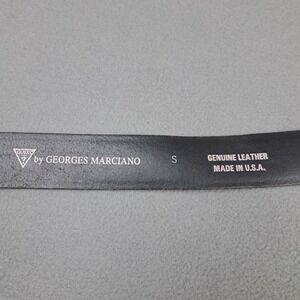 GUESS
?
by GEORGES MARCIANO
S
GENUINE LEATHER
MADE IN U.S.A.